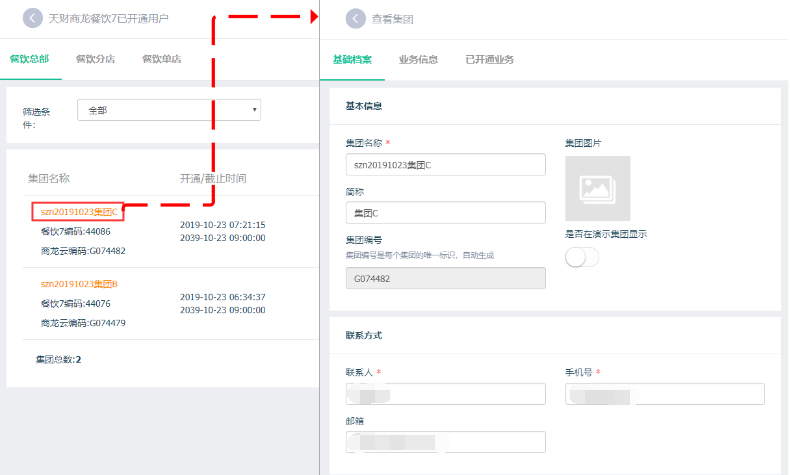 天财商龙餐饮7已开通用户
餐饮总部 餐饮分店 餐饮单店
筛选条
件:
全部
集团名称 开通/截止时间
szn20191023集团C
餐饮7编码:44086
商龙云编码:G074482
2019-10-23 07:21:15
2039-10-23 09:00:00
szn20191023集团B
餐饮7编码:44076
商龙云编码:G074479
2019-10-23 06:34:37
2039-10-23 09:00:00
集团总数:2
查看集团
基础档案 业务信息 已开通业务
基本信息
集团名称 *
szn20191023集团C
简称
集团C
集团编号
集团编号是每个集团的唯一标识，自动生成
G074482
集团图片
是否在演示集团显示
联系方式
联系人 *
手机号 *
邮箱